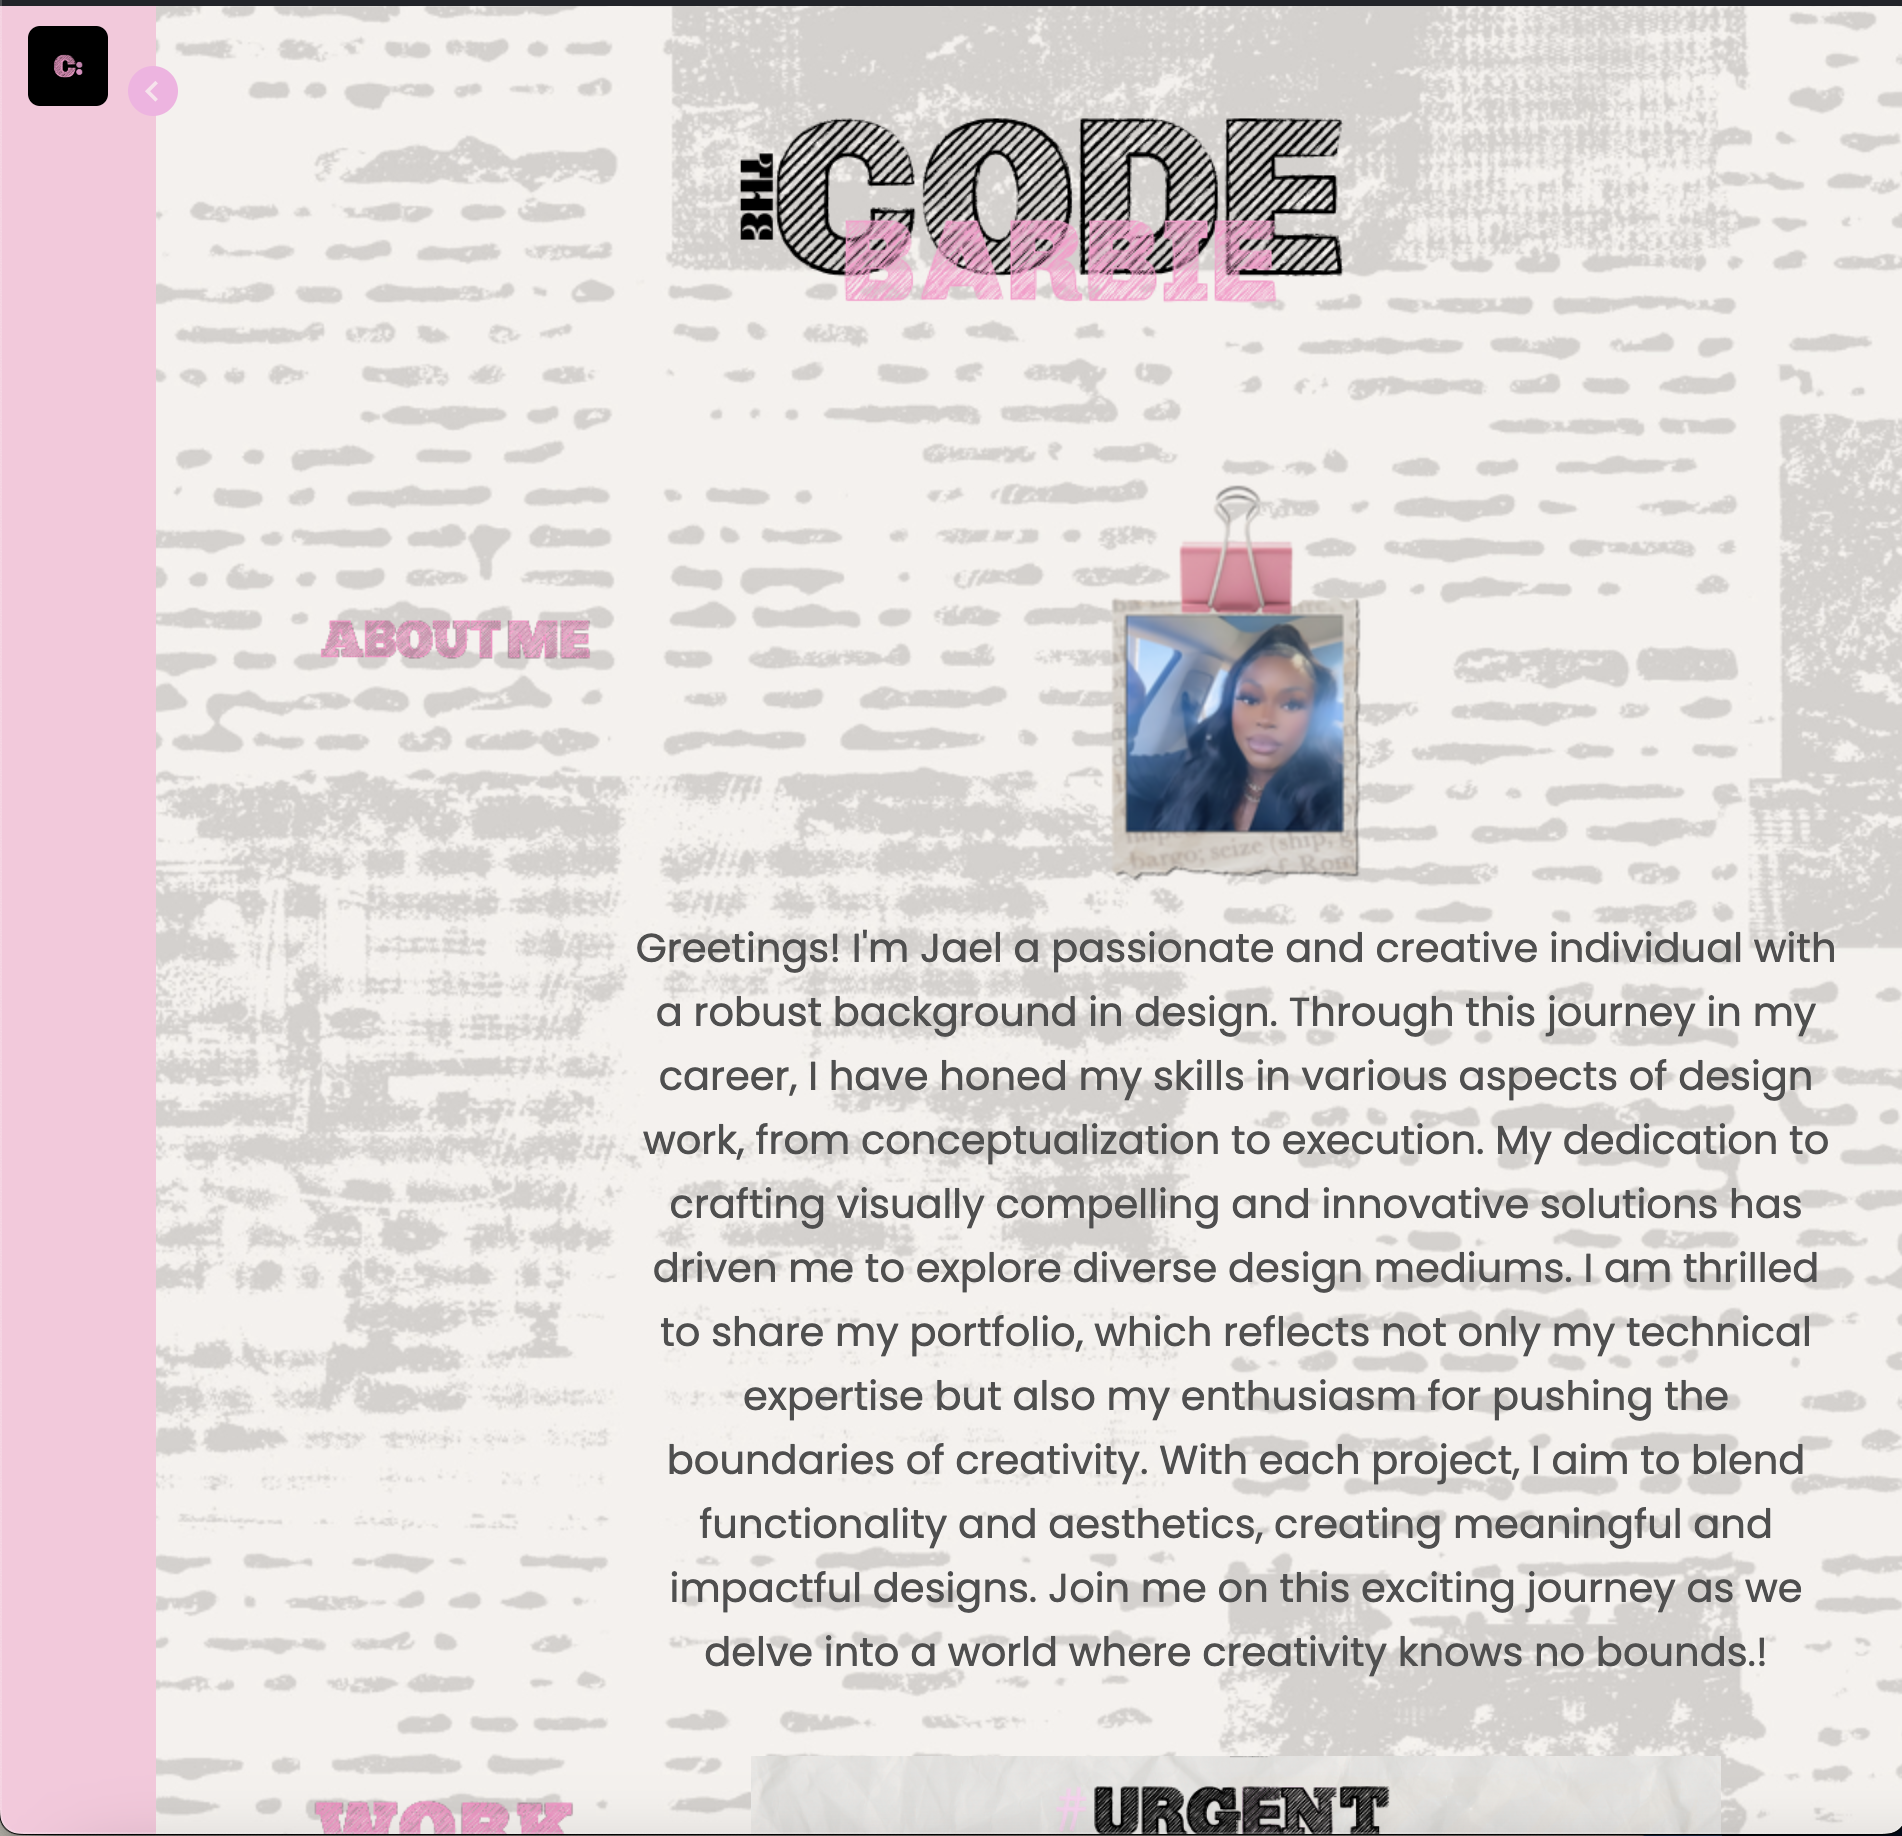 C:
THE
CODE
BARBIE
ABOUT ME
bargo; seize (ship, g
Rom
Greetings! I'm Jael a passionate and creative individual with
a robust background in design. Through this journey in my
career, I have honed my skills in various aspects of design
work, from conceptualization to execution. My dedication to
crafting visually compelling and innovative solutions has
driven me to explore diverse design mediums. I am thrilled
to share my portfolio, which reflects not only my technical
expertise but also my enthusiasm for pushing the
boundaries of creativity. With each project, I aim to blend
functionality and aesthetics, creating meaningful and
impactful designs. Join me on this exciting journey as we
delve into a world where creativity knows no bounds.!
WORK
#URGENT